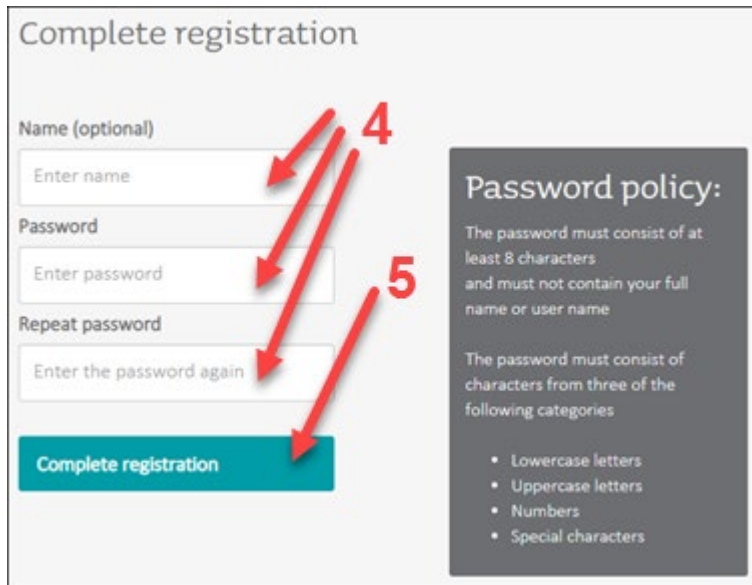 Complete registration
Name (optional)
4
Enter name
Password
Enter password
5
Repeat password
Enter the password again
Complete registration
Password policy:
The password must consist of at
least 8 characters
and must not contain your full
name or user name
The password must consist of
characters from three of the
following categories
• Lowercase letters
• Uppercase letters
• Numbers
• Special characters